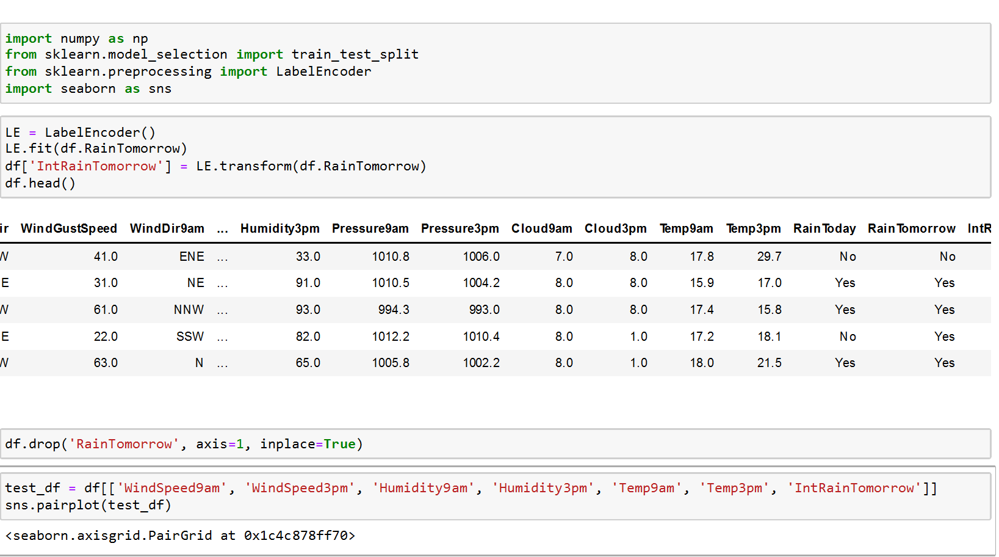 import numpy as np
from sklearn.model_selection import train_test_split
from sklearn.preprocessing import LabelEncoder
import seaborn as sns
LE = LabelEncoder()
LE.fit(df.RainTomorrow)
df['IntRainTomorrow'] = LE.transform(df.RainTomorrow)
df.head()
ir WindGustSpeed WindDir9am ... Humidity3pm Pressure9am Pressure3pm Cloud9am Cloud3pm Temp9am Temp3pm RainToday RainTomorrow IntR
W 41.0 ENE ... 33.0 1010.8 1006.0 7.0 8.0 17.8 29.7 No No
E 31.0 NE ... 91.0 1010.5 1004.2 8.0 8.0 15.9 17.0 Yes Yes
W 61.0 NNW ... 93.0 994.3 993.0 8.0 8.0 17.4 15.8 Yes Yes
E 22.0 SSW ... 82.0 1012.2 1010.4 8.0 1.0 17.2 18.1 No Yes
W 63.0 N ... 65.0 1005.8 1002.2 8.0 1.0 18.0 21.5 Yes Yes
df.drop('RainTomorrow', axis=1, inplace=True)
test_df = df[['WindSpeed9am', 'WindSpeed3pm', 'Humidity9am', 'Humidity3pm', 'Temp9am', 'Temp3pm', 'IntRainTomorrow']]
sns.pairplot(test_df)
<seaborn.axisgrid.PairGrid at 0x1c4c878ff70>